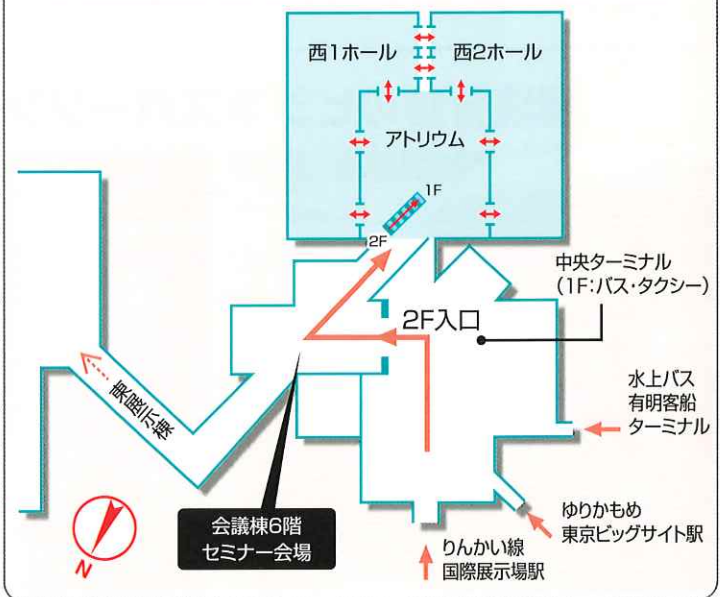 西1ホール
西2ホール
アトリウム
1F
2F
2F入口
中央ターミナル
(1F:バス・タクシー)
水上バス
有明客船
ターミナル
東展示棟
ゆりかもめ
東京ビッグサイト駅
会議棟6階
セミナー会場
りんかい線
国際展示場駅
N